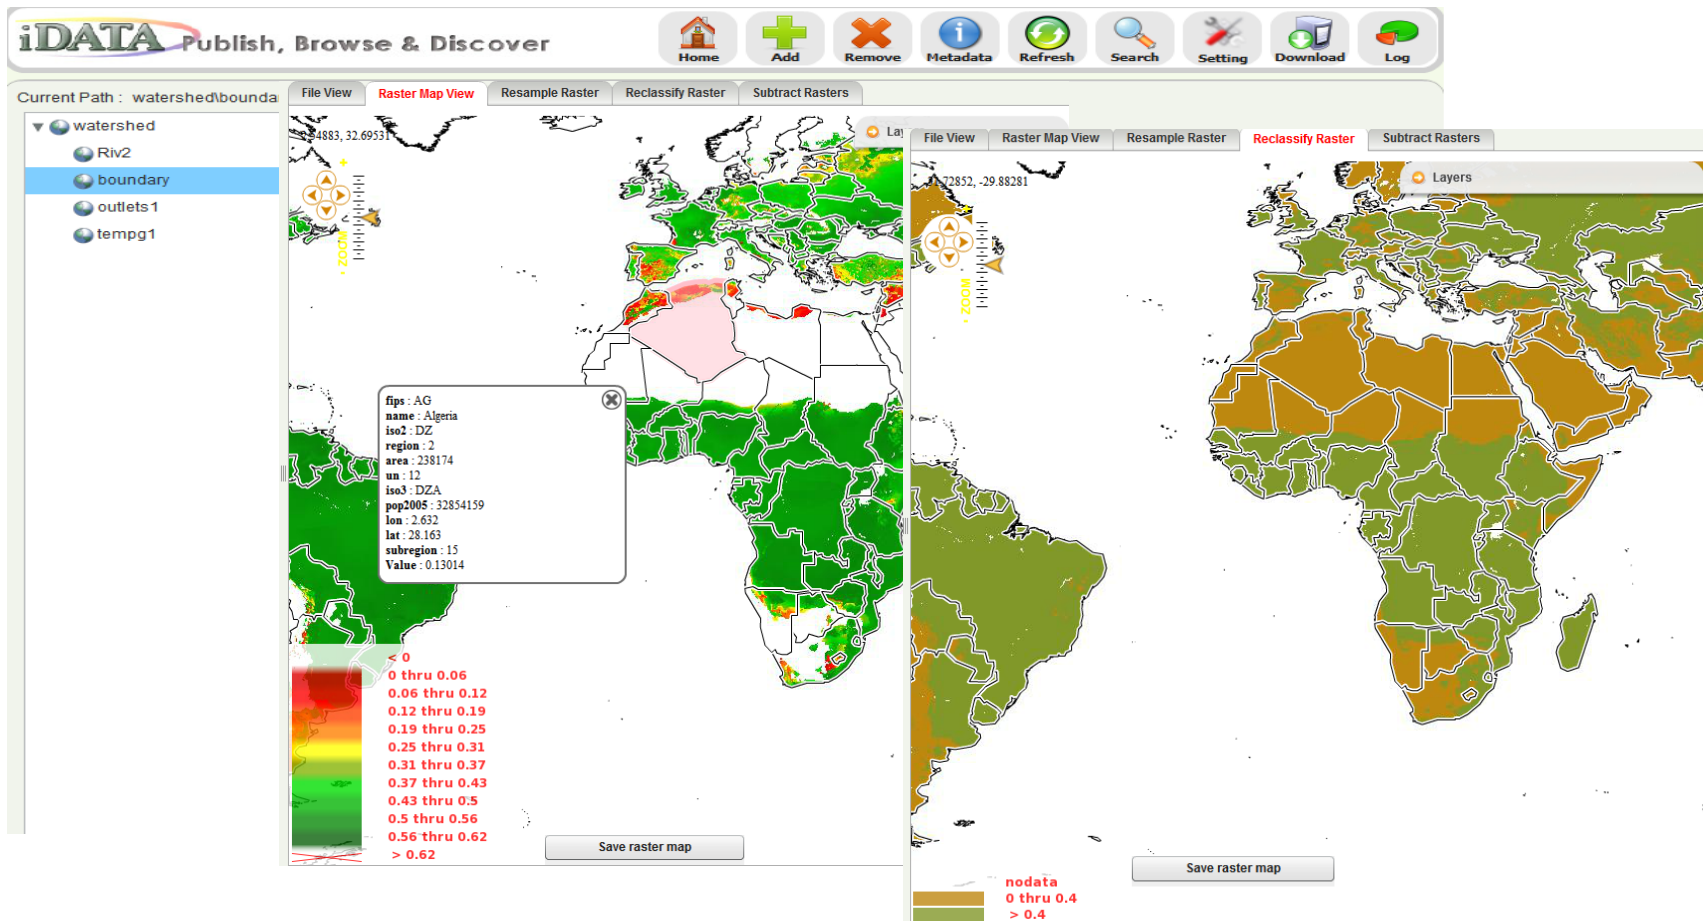 iDATA Publish, Browse & Discover
Home Add Remove Metadata Refresh Search Setting Download Log
Current Path : watershed\bounda
watershed
Riv2
boundary
outlets1
tempg1
File View Raster Map View Resample Raster Reclassify Raster Subtract Rasters
54883, 32.69531
Lay
ZOOM
fips : AG
name : Algeria
iso2 : DZ
region : 2
area : 238174
un : 12
iso3 : DZA
pop2005 : 32854159
lon : 2.632
lat : 28.163
subregion : 15
Value : 0.13014
< 0
0 thru 0.06
0.06 thru 0.12
0.12 thru 0.19
0.19 thru 0.25
0.25 thru 0.31
0.31 thru 0.37
0.37 thru 0.43
0.43 thru 0.5
0.5 thru 0.56
0.56 thru 0.62
> 0.62
Save raster map
File View Raster Map View Resample Raster Reclassify Raster Subtract Rasters
.72852, -29.88281
Layers
ZOOM
Save raster map
nodata
0 thru 0.4
> 0.4